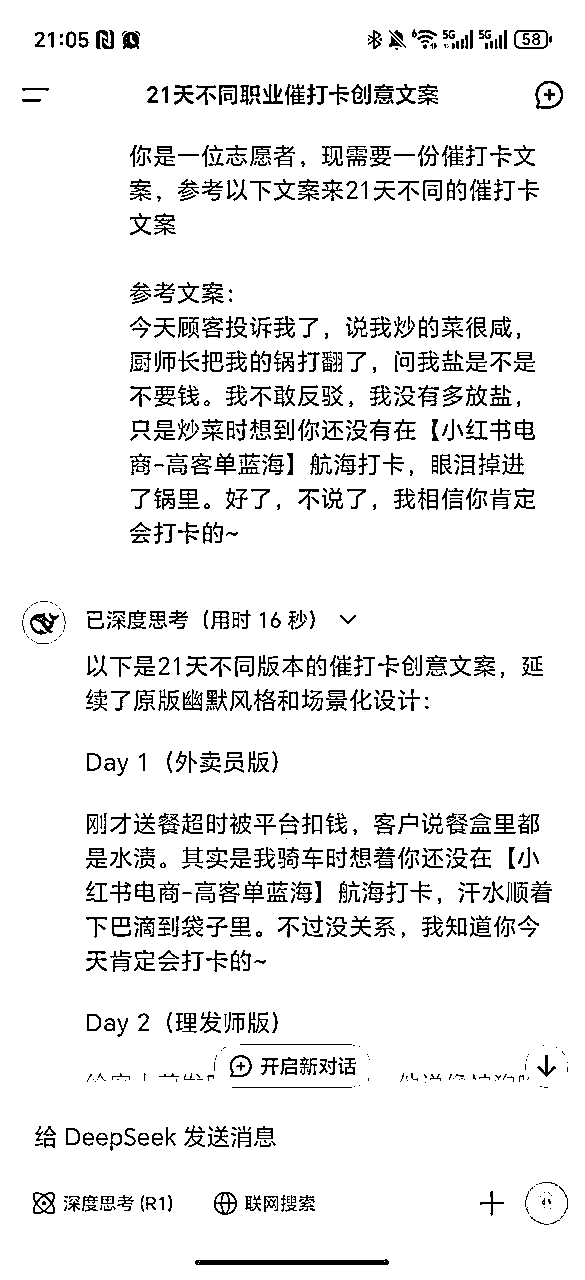 21:05
5G 5G 58
21天不同职业催打卡创意文案
你是一位志愿者，现需要一份催打卡文
案，参考以下文案来21天不同的催打卡
文案
参考文案：
今天顾客投诉我了，说我炒的菜很咸，
厨师长把我的锅打翻了，问我盐是不是
不要钱。我不敢反驳，我没有多放盐，
只是炒菜时想到你还没有在【小红书电
商-高客单蓝海】航海打卡，眼泪掉进
了锅里。好了，不说了，我相信你肯定
会打卡的~
已深度思考（用时 16 秒）
以下是21天不同版本的催打卡创意文案，延
续了原版幽默风格和场景化设计：
Day 1（外卖员版）
刚才送餐超时被平台扣钱，客户说餐盒里都
是水渍。其实是我骑车时想着你还没在【小
红书电商-高客单蓝海】航海打卡，汗水顺着
下巴滴到袋子里。不过没关系，我知道你今
天肯定会打卡的~
Day 2（理发师版）
开启新对话
给 DeepSeek 发送消息
深度思考 (R1) 联网搜索